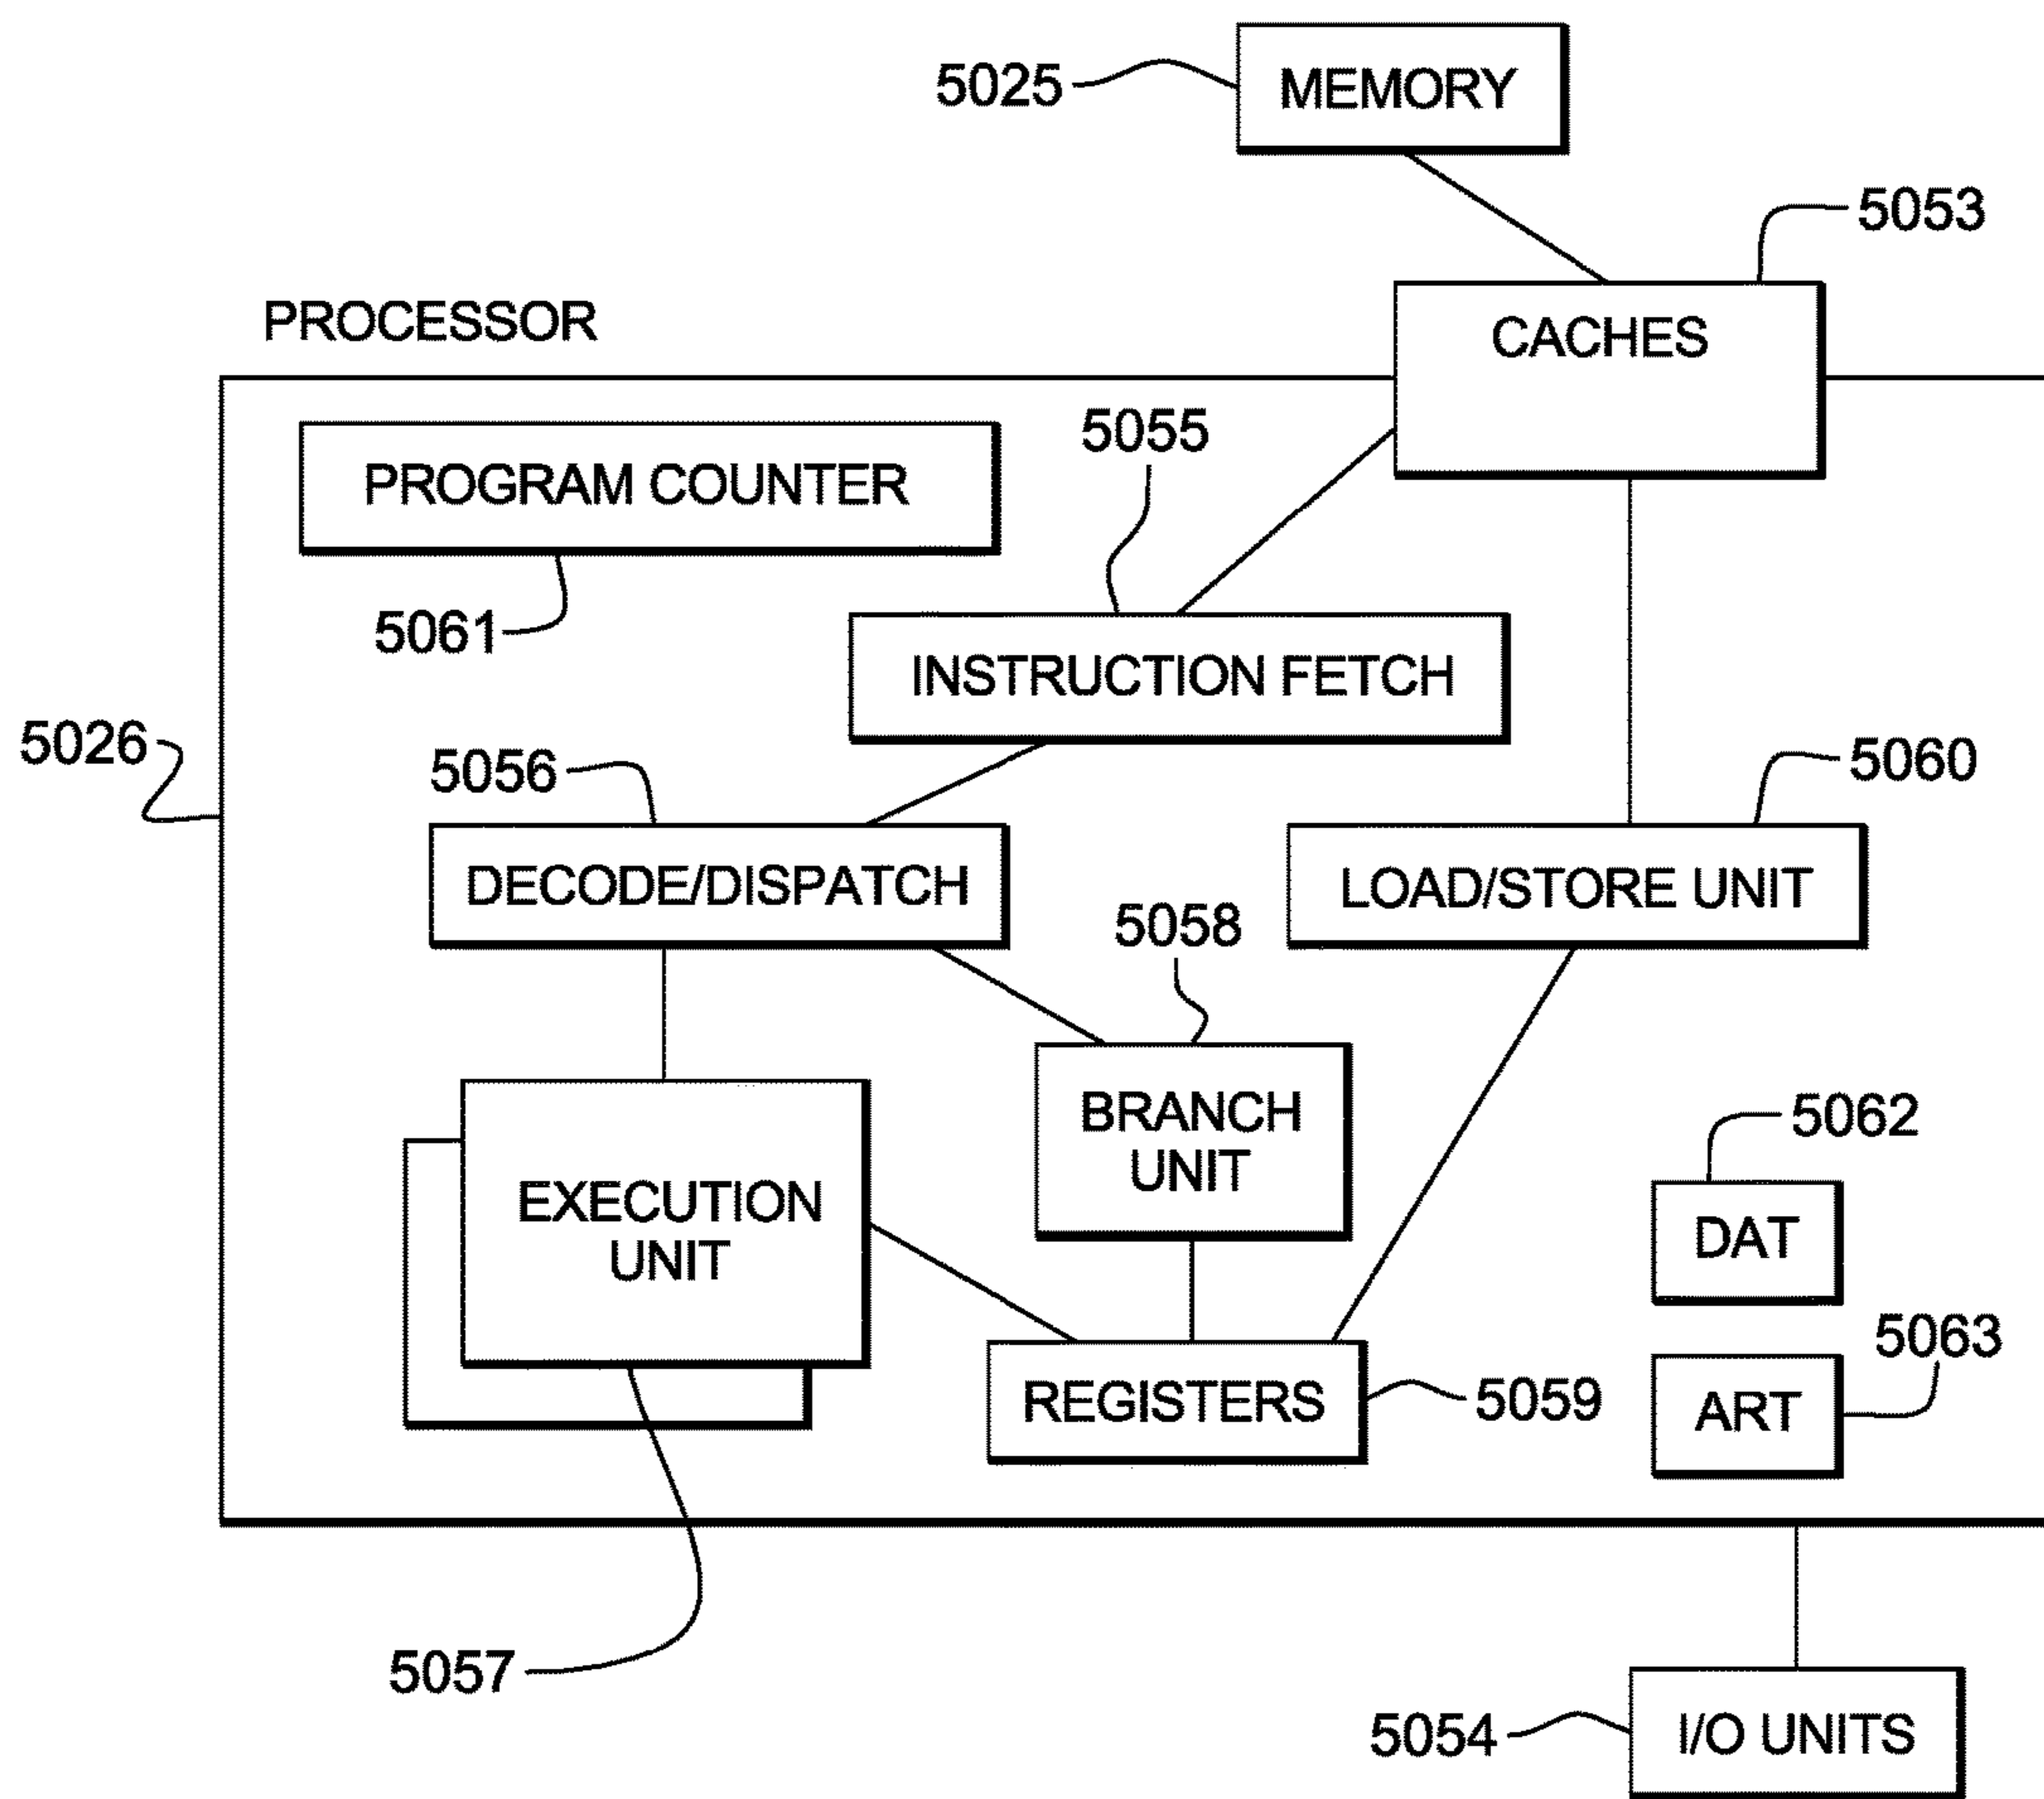 MEMORY
5025
5053
CACHES
PROCESSOR
5055
PROGRAM COUNTER
5061
INSTRUCTION FETCH
5026
5056
5060
DECODE/DISPATCH
LOAD/STORE UNIT
5058
BRANCH
UNIT
5062
EXECUTION
UNIT
DAT
5063
REGISTERS
5059
ART
5057
5054
I/O UNITS